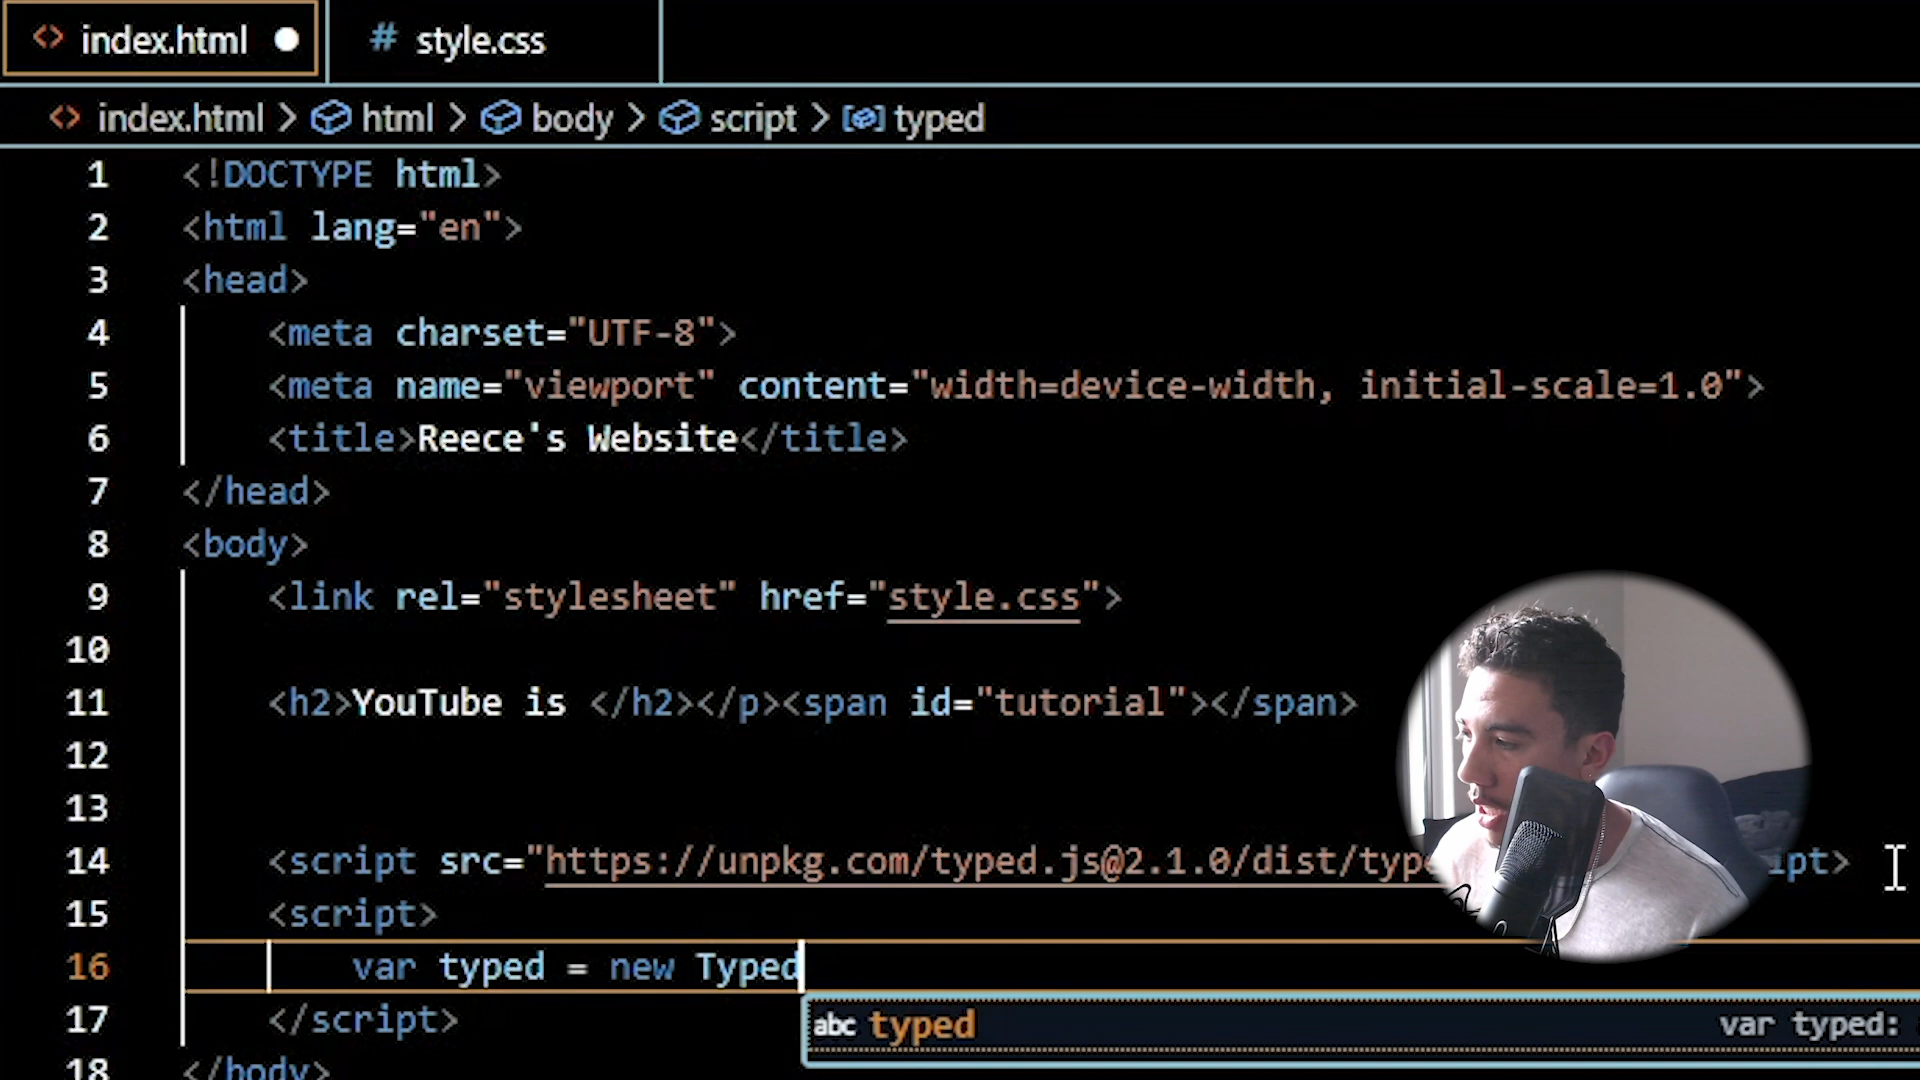 index.html
style.css
index.html > html > body > script > typed
1 <!DOCTYPE html>
2 <html lang="en">
3 <head>
4 <meta charset="UTF-8">
5 <meta name="viewport" content="width=device-width, initial-scale=1.0">
6 <title>Reece's Website</title>
7 </head>
8 <body>
9 <link rel="stylesheet" href="style.css">
10
11 <h2>YouTube is </h2></p><span id="tutorial"></span>
12
13
14 <script src="https://unpkg.com/typed.js@2.1.0/dist/type ipt>
15 <script>
16 var typed = new Typed
17 </script>
abc typed var typed:
18 </body>